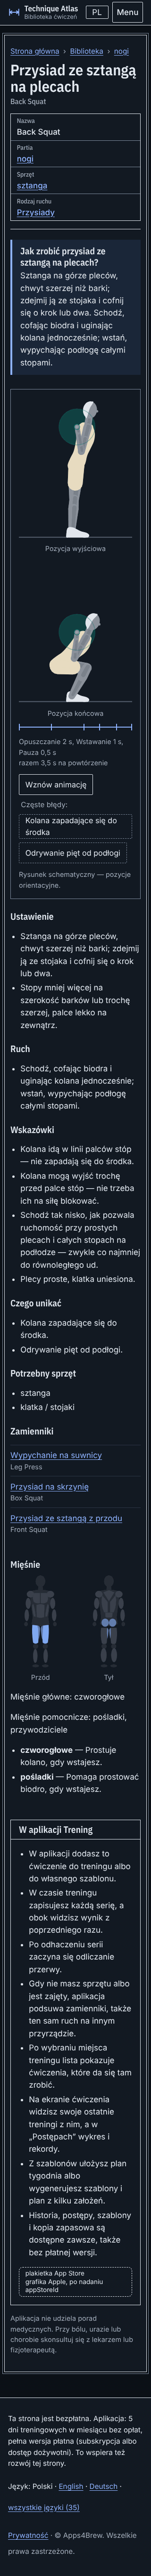 Technique Atlas
Biblioteka ćwiczeń
PL
Menu
Strona główna › Biblioteka › nogi
Przysiad ze sztangą
na plecach
Back Squat
Nazwa
Back Squat
Partia
nogi
Sprzęt
sztanga
Rodzaj ruchu
Przysiady
Jak zrobić przysiad ze
sztangą na plecach?
Sztanga na górze pleców,
chwyt szerzej niż barki;
zdejmij ją ze stojaka i cofnij
się o krok lub dwa. Schodź,
cofając biodra i uginając
kolana jednocześnie; wstań,
wypychając podłogę całymi
stopami.
Pozycja wyjściowa
Pozycja końcowa
Opuszczanie 2 s, Wstawanie 1 s,
Pauza 0,5 s
razem 3,5 s na powtórzenie
Wznów animację
Częste błędy:
Kolana zapadające się do
środka
Odrywanie pięt od podłogi
Rysunek schematyczny — pozycje
orientacyjne.
Ustawienie
• Sztanga na górze pleców,
chwyt szerzej niż barki; zdejmij
ją ze stojaka i cofnij się o krok
lub dwa.
• Stopy mniej więcej na
szerokość barków lub trochę
szerzej, palce lekko na
zewnątrz.
Ruch
• Schodź, cofając biodra i
uginając kolana jednocześnie;
wstań, wypychając podłogę
całymi stopami.
Wskazówki
• Kolana idą w linii palców stóp
— nie zapadają się do środka.
• Kolana mogą wyjść trochę
przed palce stóp — nie trzeba
ich na siłę blokować.
• Schodź tak nisko, jak pozwala
ruchomość przy prostych
plecach i całych stopach na
podłodze — zwykle co najmniej
do równoległego ud.
• Plecy proste, klatka uniesiona.
Czego unikać
• Kolana zapadające się do
środka.
• Odrywanie pięt od podłogi.
Potrzebny sprzęt
• sztanga
• klatka / stojaki
Zamienniki
Wypychanie na suwnicy
Leg Press
Przysiad na skrzynię
Box Squat
Przysiad ze sztangą z przodu
Front Squat
Mięśnie
Przód
Tył
Mięśnie główne: czworogłowe
Mięśnie pomocnicze: pośladki,
przywodziciele
• czworogłowe — Prostuje
kolano, gdy wstajesz.
• pośladki — Pomaga prostować
biodro, gdy wstajesz.
W aplikacji Trening
• W aplikacji dodasz to
ćwiczenie do treningu albo
do własnego szablonu.
• W czasie treningu
zapisujesz każdą serię, a
obok widzisz wynik z
poprzedniego razu.
• Po odhaczeniu serii
zaczyna się odliczanie
przerwy.
• Gdy nie masz sprzętu albo
jest zajęty, aplikacja
podsuwa zamienniki, także
ten sam ruch na innym
przyrządzie.
• Po wybraniu miejsca
treningu lista pokazuje
ćwiczenia, które da się tam
zrobić.
• Na ekranie ćwiczenia
widzisz swoje ostatnie
treningi z nim, a w
„Postępach” wykres i
rekordy.
• Z szablonów ułożysz plan
tygodnia albo
wygenerujesz szablony i
plan z kilku założeń.
• Historia, postępy, szablony
i kopia zapasowa są
dostępne zawsze, także
bez płatnej wersji.
plakietka App Store
grafika Apple, po nadaniu
appStoreId
Aplikacja nie udziela porad
medycznych. Przy bólu, urazie lub
chorobie skonsultuj się z lekarzem lub
fizjoterapeutą.
Ta strona jest bezpłatna. Aplikacja: 5
dni treningowych w miesiącu bez opłat,
pełna wersja płatna (subskrypcja albo
dostęp dożywotni). To wspiera też
rozwój tej strony.
Język: Polski · English · Deutsch ·
wszystkie języki (35)
Prywatność · © Apps4Brew. Wszelkie
prawa zastrzeżone.